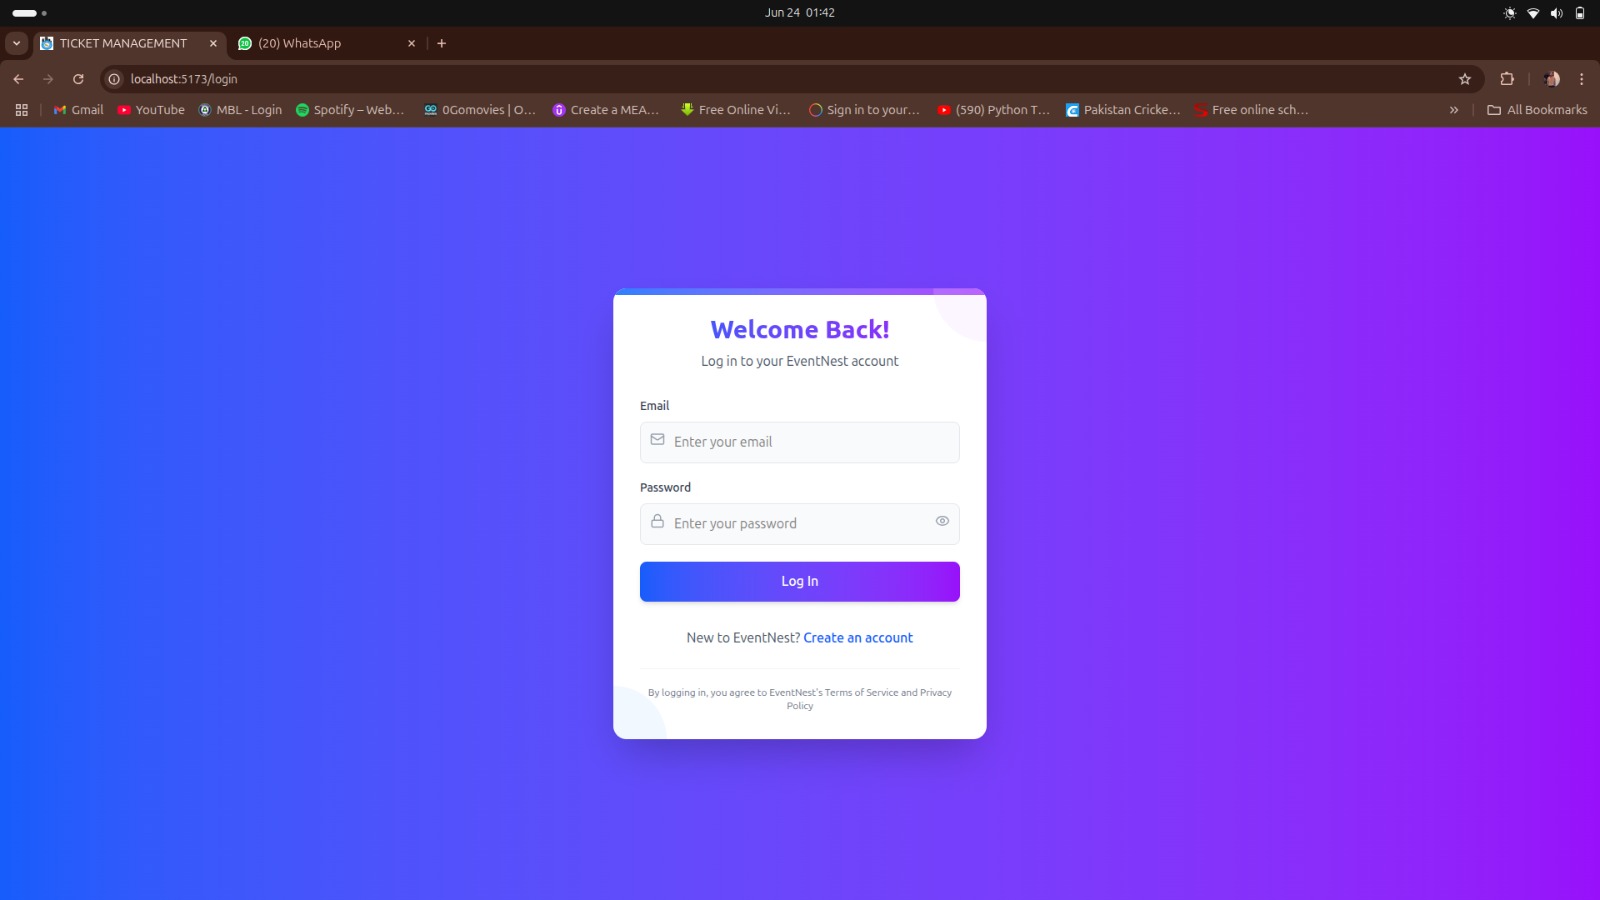 Jun 24 01:42
TICKET MANAGEMENT
(20) WhatsApp
localhost:5173/login
Gmail
YouTube
MBL - Login
Spotify – Web...
0Gomovies | O...
Create a MEA...
Free Online Vi...
Sign in to your...
(590) Python T...
Pakistan Cricke...
Free online sch...
»
All Bookmarks
Welcome Back!
Log in to your EventNest account
Email
Enter your email
Password
Enter your password
Log In
New to EventNest? Create an account
By logging in, you agree to EventNest's Terms of Service and Privacy
Policy